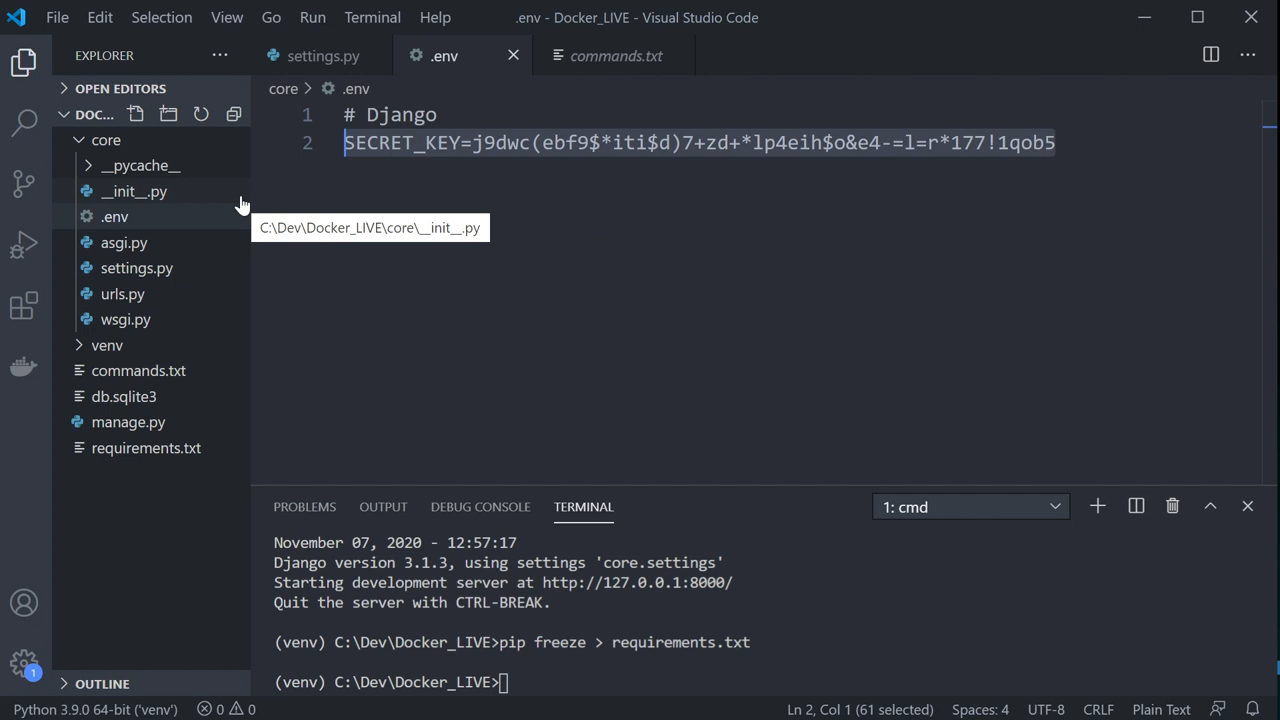 File Edit Selection View Go Run Terminal Help .env - Docker_LIVE - Visual Studio Code
EXPLORER ... settings.py .env commands.txt
OPEN EDITORS
DOC...
core > .env
core
__pycache__
__init__.py
.env
asgi.py
settings.py
urls.py
wsgi.py
venv
commands.txt
db.sqlite3
manage.py
requirements.txt
OUTLINE
1 # Django
2 SECRET_KEY=j9dwc(ebf9$*iti$d)7+zd+*lp4eih$o&e4-=l=r*177!1qob5
C:\Dev\Docker_LIVE\core\__init__.py
PROBLEMS OUTPUT DEBUG CONSOLE TERMINAL 1: cmd
November 07, 2020 - 12:57:17
Django version 3.1.3, using settings 'core.settings'
Starting development server at http://127.0.0.1:8000/
Quit the server with CTRL-BREAK.
(venv) C:\Dev\Docker_LIVE>pip freeze > requirements.txt
(venv) C:\Dev\Docker_LIVE>
1
Python 3.9.0 64-bit ('venv') 0 0 Ln 2, Col 1 (61 selected) Spaces: 4 UTF-8 CRLF Plain Text